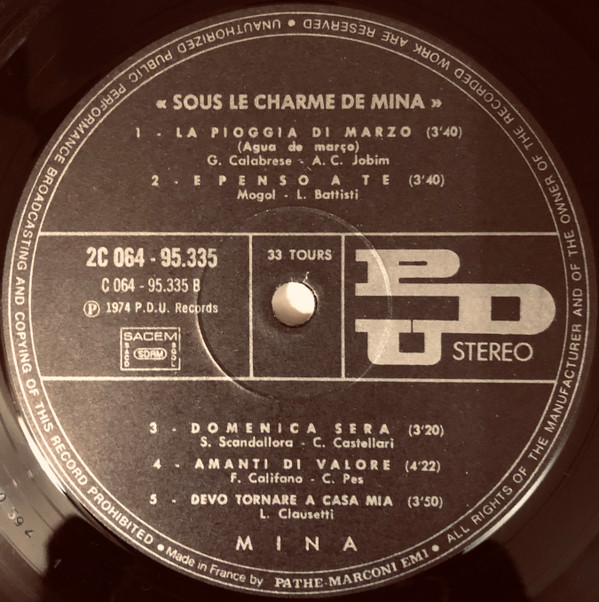 UNAUTHORIZED PUBLIC PERFORMANCE BROADCASTING AND COPYING OF THIS RECORD PROHIBITED • Made in France by PATHE-MARCONI EMI • ALL RIGHTS OF THE MANUFACTURER AND OF THE OWNER OF THE RECORDED WORK ARE RESERVED •
« SOUS LE CHARME DE MINA »
1 - LA PIOGGIA DI MARZO (3'40)
(Agua de março)
G. Calabrese - A. C. Jobim
2 - E PENSO A TE (3'40)
Mogol - L. Battisti
2C 064 - 95.335
C 064 - 95.335 B
Ⓟ 1974 P.D.U. Records
SACEM
SDRM
33 TOURS
PDU
STEREO
3 - DOMENICA SERA (3'20)
S. Scandallora - C. Castellari
4 - AMANTI DI VALORE (4'22)
F. Califano - C. Pes
5 - DEVO TORNARE A CASA MIA (3'50)
L. Clausetti
MINA